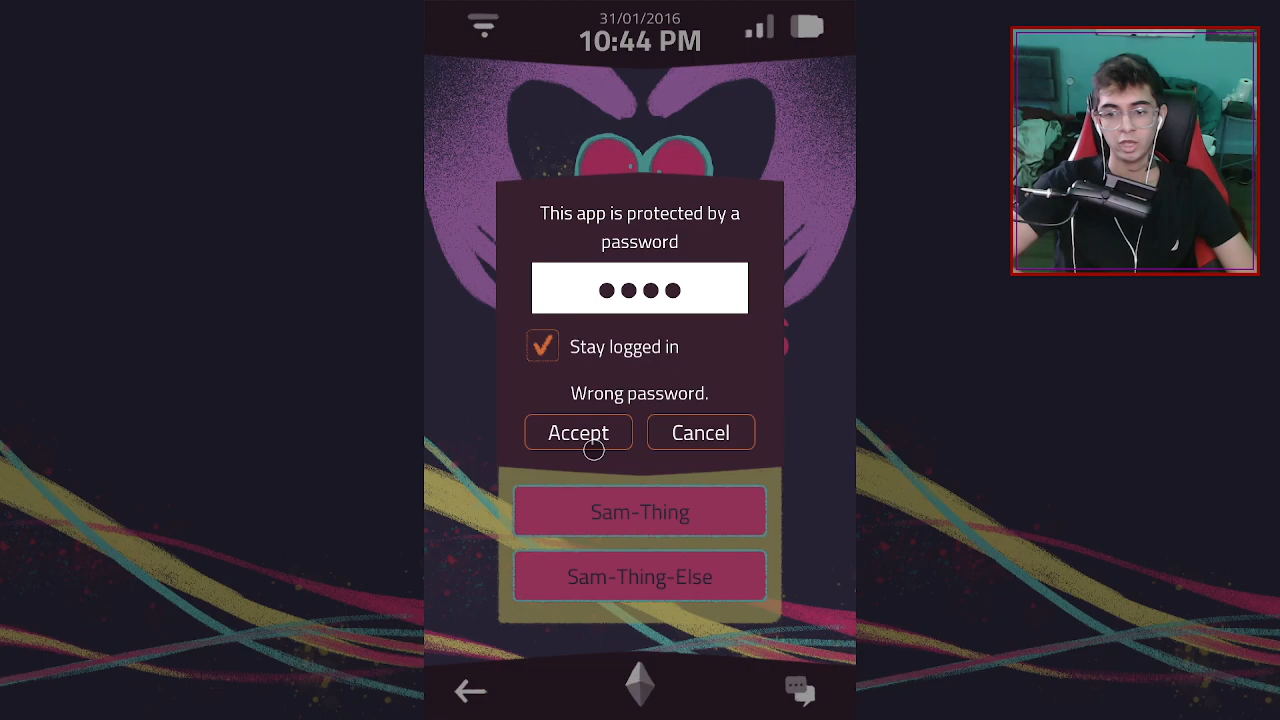 31/01/2016
10:44 PM
This app is protected by a
password
Stay logged in
Wrong password.
Accept
Cancel
Sam-Thing
Sam-Thing-Else